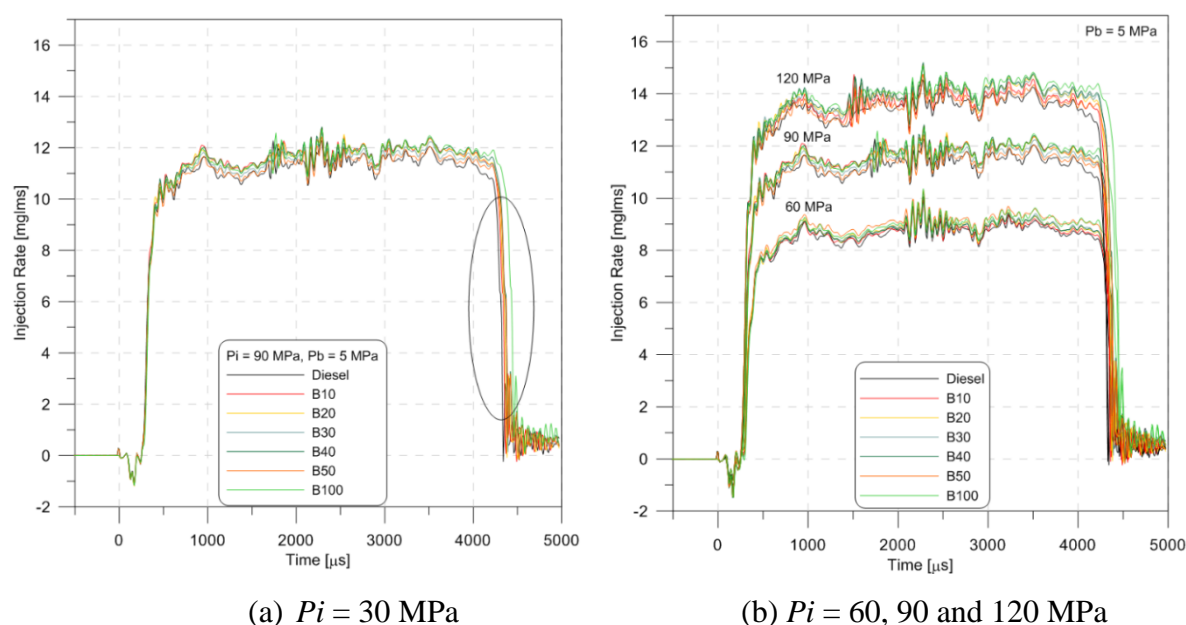 16
14
12
10
8
6
4
2
0
-2
Injection Rate [mg|ms]
Pi = 90 MPa, Pb = 5 MPa
Diesel
B10
B20
B30
B40
B50
B100
0 1000 2000 3000 4000 5000
Time [μs]
(a) Pi = 30 MPa
Pb = 5 MPa
16
14
12
10
8
6
4
2
0
-2
Injection Rate [mg|ms]
120 MPa
90 MPa
60 MPa
Diesel
B10
B20
B30
B40
B50
B100
0 1000 2000 3000 4000 5000
Time [μs]
(b) Pi = 60, 90 and 120 MPa